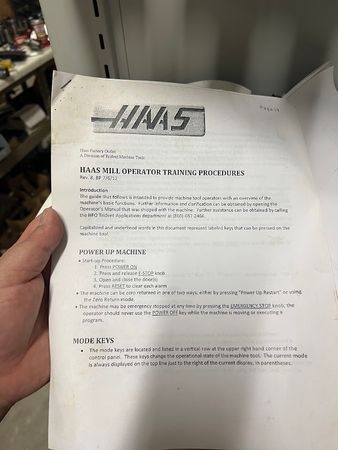 Page | 1
HAAS
Haas Factory Outlet
A Division of Trident Machine Tools
HAAS MILL OPERATOR TRAINING PROCEDURES
Introduction
The guide that follows is intended to provide machine tool operators with an overview of the
machine's basic functions. Further information and clarification can be obtained by opening the
Operator's Manual that was shipped with the machine. Further assistance can be obtained by calling
the HFO Trident Applications department at
Capitalized and underlined words in this document represent labeled keys that can be pressed on the
machine tool.
POWER UP MACHINE
• Start-up Procedure:
1. Press POWER ON
2. Press and release E-STOP knob
3. Open and close the door(s)
4. Press RESET to clear each alarm
• The machine can be zero returned in one of two ways, either by pressing "Power Up Restart" or using
the Zero Return mode.
• The machine may be emergency stopped at any time by pressing the EMERGENCY STOP knob, the
operator should never use the POWER OFF key while the machine is moving or executing a
program.
MODE KEYS
• The mode keys are located and listed in a vertical row at the upper right hand corner of the
control panel. These keys change the operational state of the machine tool. The current mode
is always displayed on the top line just to the right of the current display, in parentheses.